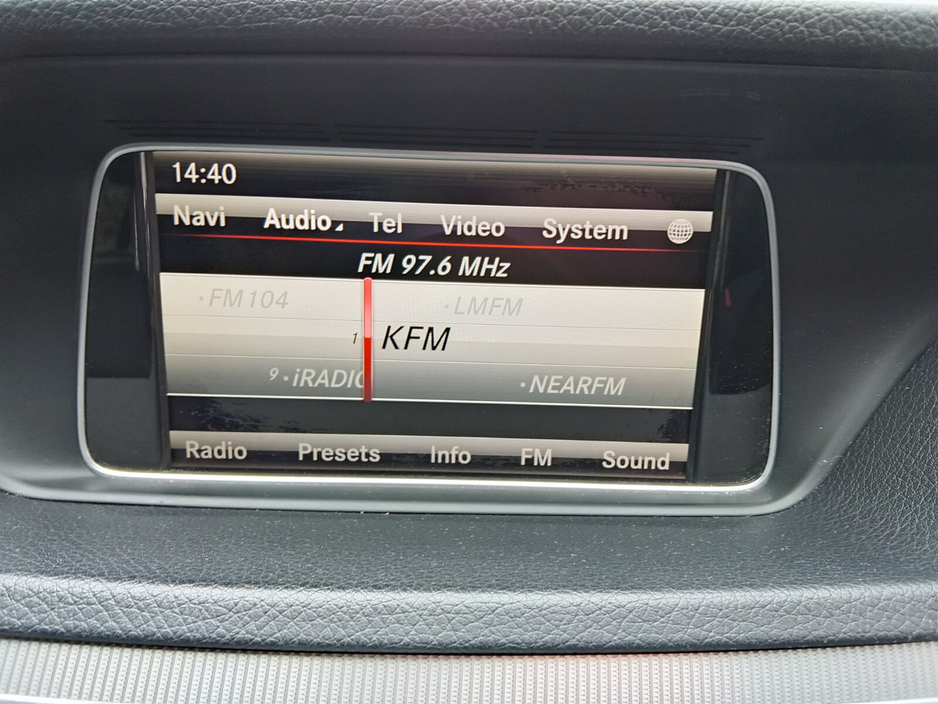 14:40
Navi Audio Tel Video System
FM 97.6 MHz
·FM104 ·LMFM
1 KFM
9·iRADIO ·NEARFM
Radio Presets Info FM Sound